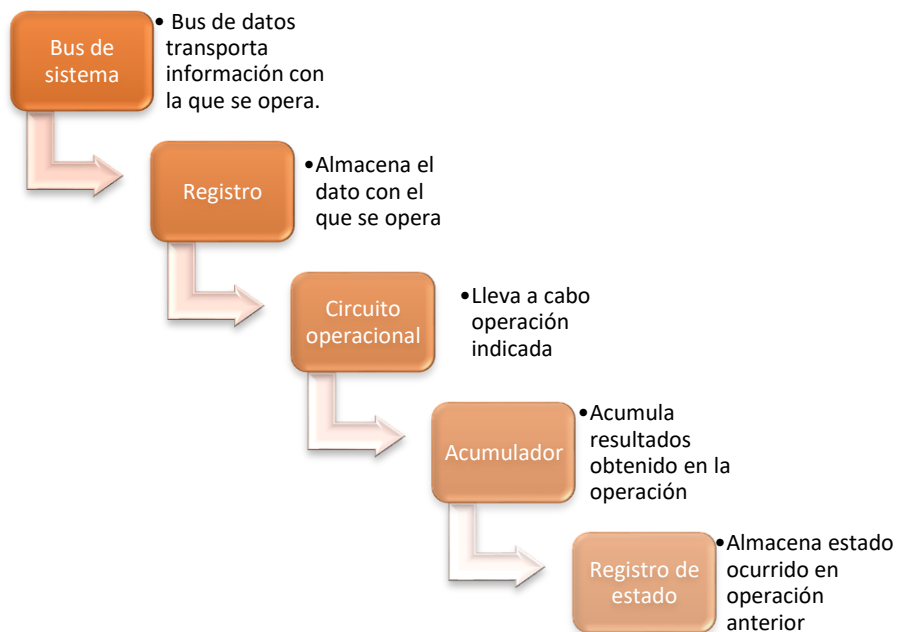 Bus de
sistema
• Bus de datos
transporta
información con
la que se opera.
Registro
•Almacena el
dato con el
que se opera
Circuito
operacional
•Lleva a cabo
operación
indicada
Acumulador
•Acumula
resultados
obtenido en la
operación
Registro de
estado
•Almacena estado
ocurrido en
operación
anterior